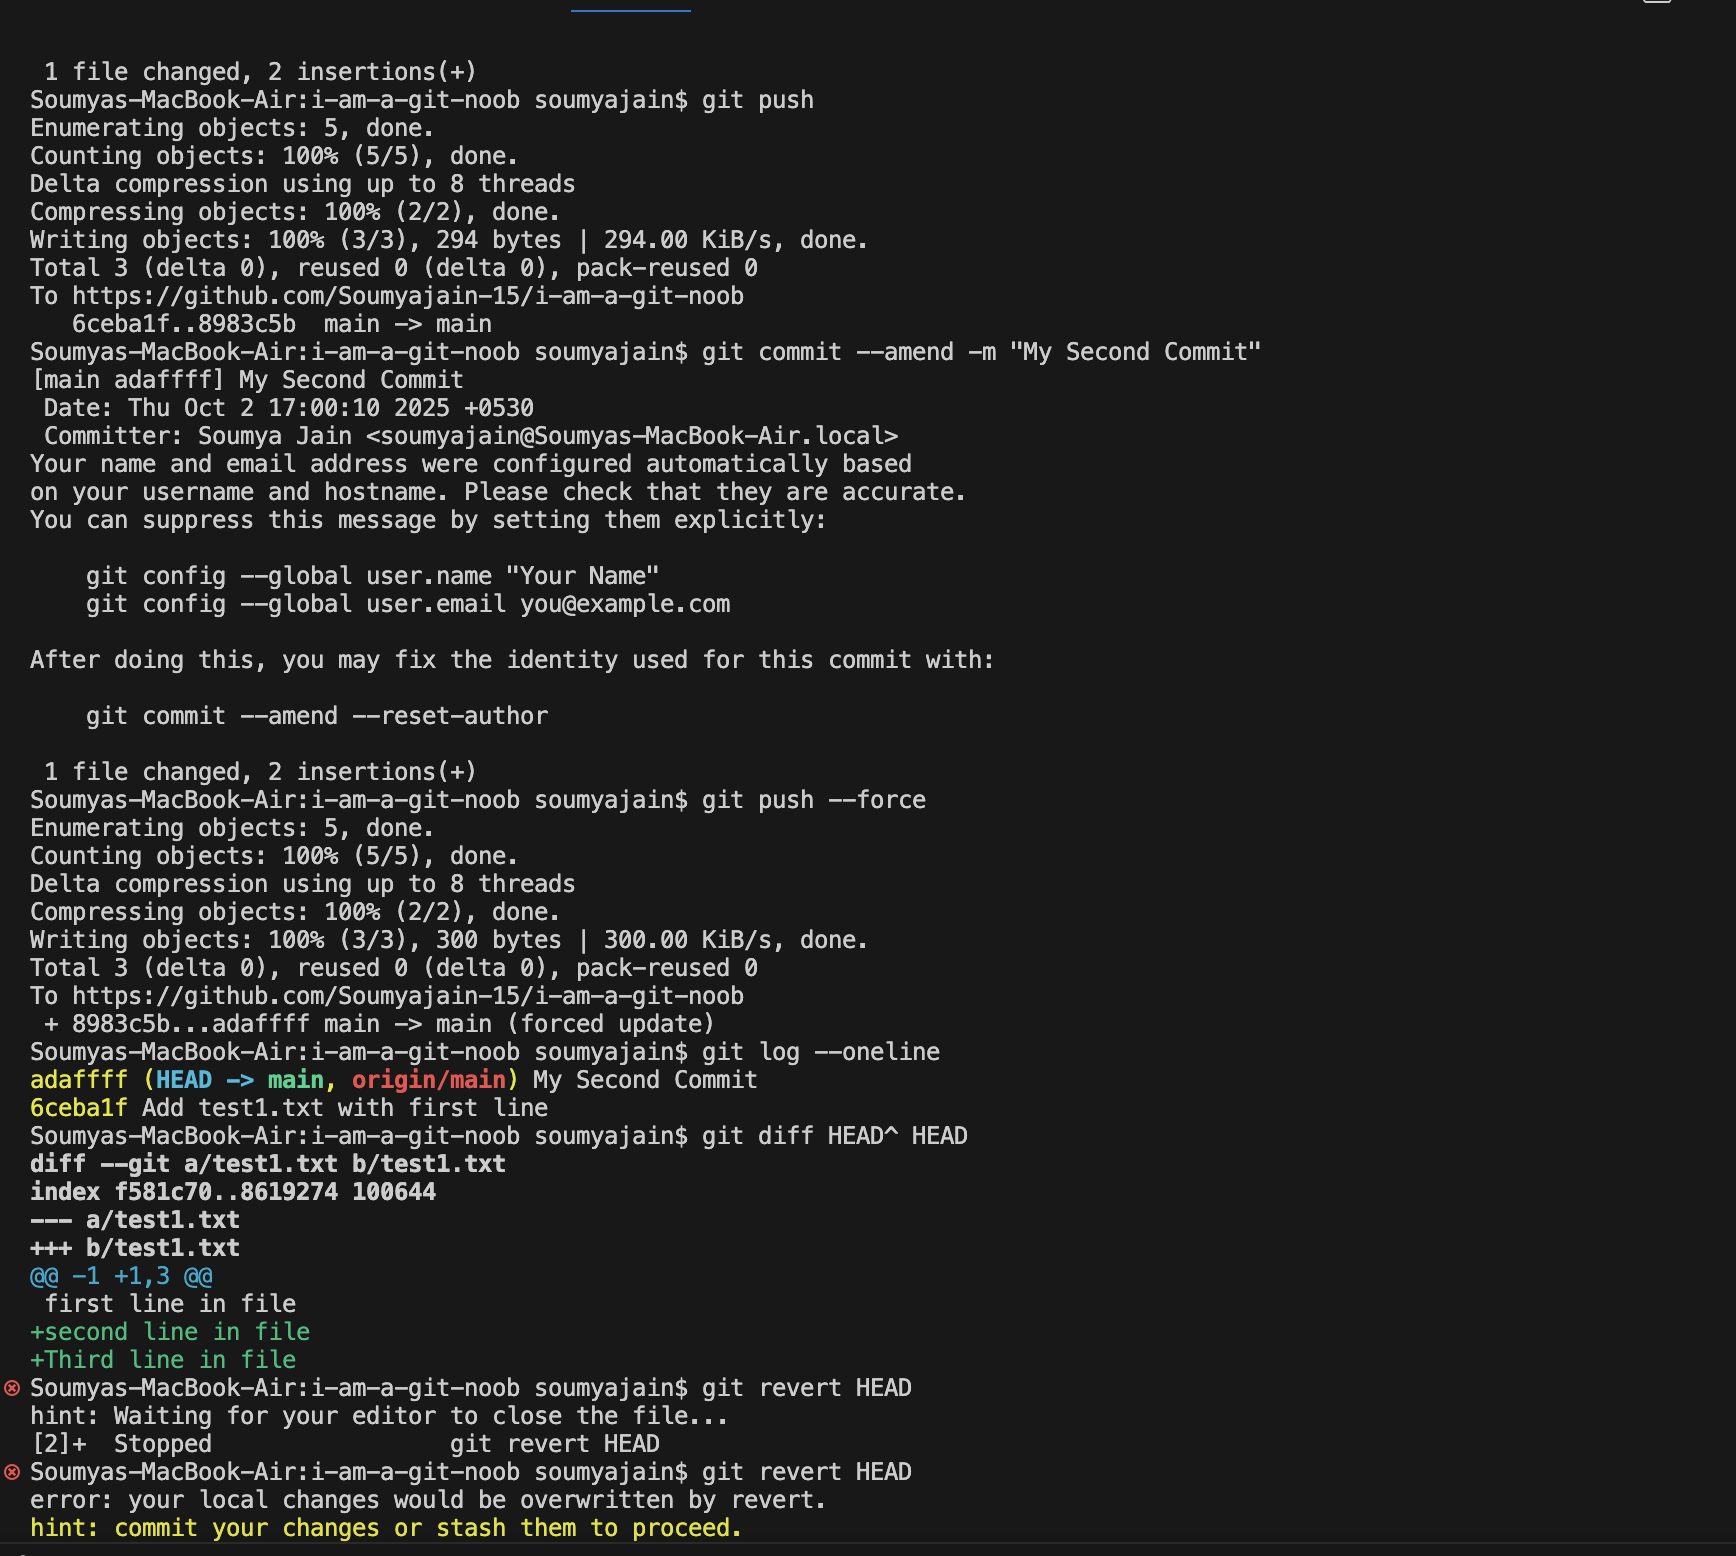 1 file changed, 2 insertions(+)
Soumyas-MacBook-Air:i-am-a-git-noob soumyajain$ git push
Enumerating objects: 5, done.
Counting objects: 100% (5/5), done.
Delta compression using up to 8 threads
Compressing objects: 100% (2/2), done.
Writing objects: 100% (3/3), 294 bytes | 294.00 KiB/s, done.
Total 3 (delta 0), reused 0 (delta 0), pack-reused 0
To https://github.com/Soumyajain-15/i-am-a-git-noob
   6ceba1f..8983c5b  main -> main
Soumyas-MacBook-Air:i-am-a-git-noob soumyajain$ git commit --amend -m "My Second Commit"
[main adaffff] My Second Commit
 Date: Thu Oct 2 17:00:10 2025 +0530
 Committer: Soumya Jain <soumyajain@Soumyas-MacBook-Air.local>
Your name and email address were configured automatically based
on your username and hostname. Please check that they are accurate.
You can suppress this message by setting them explicitly:

    git config --global user.name "Your Name"
    git config --global user.email you@example.com

After doing this, you may fix the identity used for this commit with:

    git commit --amend --reset-author

 1 file changed, 2 insertions(+)
Soumyas-MacBook-Air:i-am-a-git-noob soumyajain$ git push --force
Enumerating objects: 5, done.
Counting objects: 100% (5/5), done.
Delta compression using up to 8 threads
Compressing objects: 100% (2/2), done.
Writing objects: 100% (3/3), 300 bytes | 300.00 KiB/s, done.
Total 3 (delta 0), reused 0 (delta 0), pack-reused 0
To https://github.com/Soumyajain-15/i-am-a-git-noob
 + 8983c5b...adaffff main -> main (forced update)
Soumyas-MacBook-Air:i-am-a-git-noob soumyajain$ git log --oneline
adaffff (HEAD -> main, origin/main) My Second Commit
6ceba1f Add test1.txt with first line
Soumyas-MacBook-Air:i-am-a-git-noob soumyajain$ git diff HEAD^ HEAD
diff --git a/test1.txt b/test1.txt
index f581c70..8619274 100644
--- a/test1.txt
+++ b/test1.txt
@@ -1 +1,3 @@
 first line in file
+second line in file
+Third line in file
Soumyas-MacBook-Air:i-am-a-git-noob soumyajain$ git revert HEAD
hint: Waiting for your editor to close the file...
[2]+  Stopped                 git revert HEAD
Soumyas-MacBook-Air:i-am-a-git-noob soumyajain$ git revert HEAD
error: your local changes would be overwritten by revert.
hint: commit your changes or stash them to proceed.